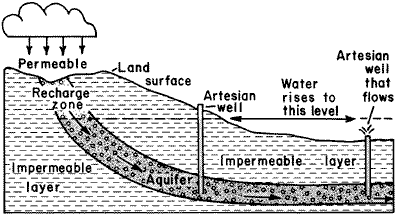 Permeable
Recharge
zone
Land
surface
Artesian
well
Water
rises to
this level
Artesian
well that
flows
Impermeable
layer
Aquifer
Impermeable layer